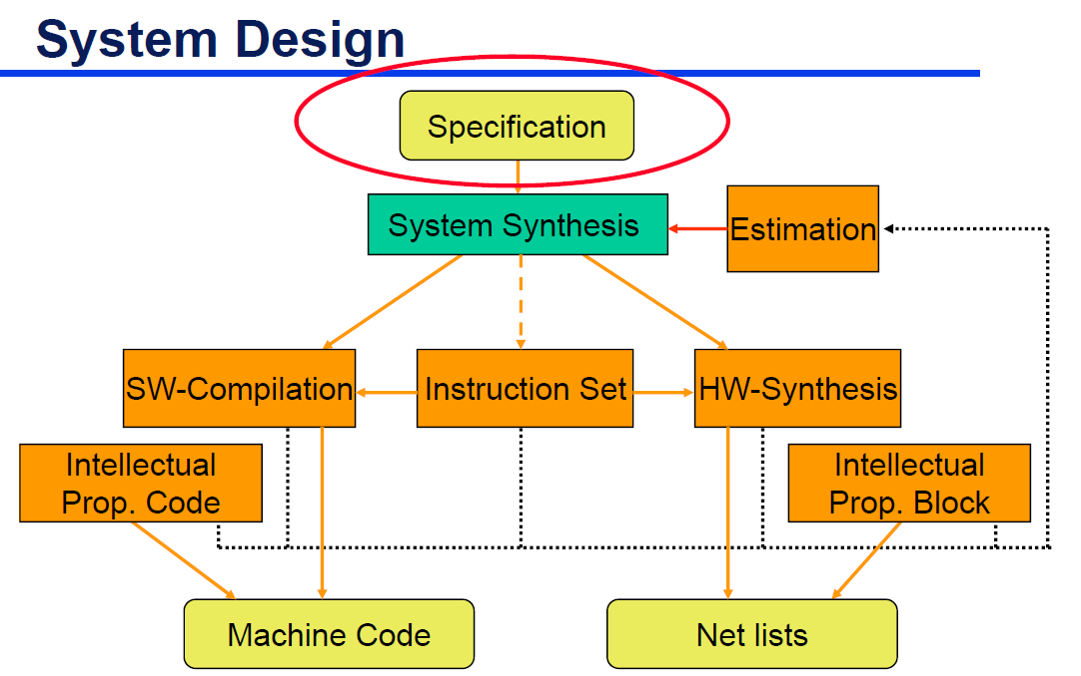 System Design
Specification
System Synthesis
Estimation
SW-Compilation
Instruction Set
HW-Synthesis
Intellectual
Prop. Code
Intellectual
Prop. Block
Machine Code
Net lists